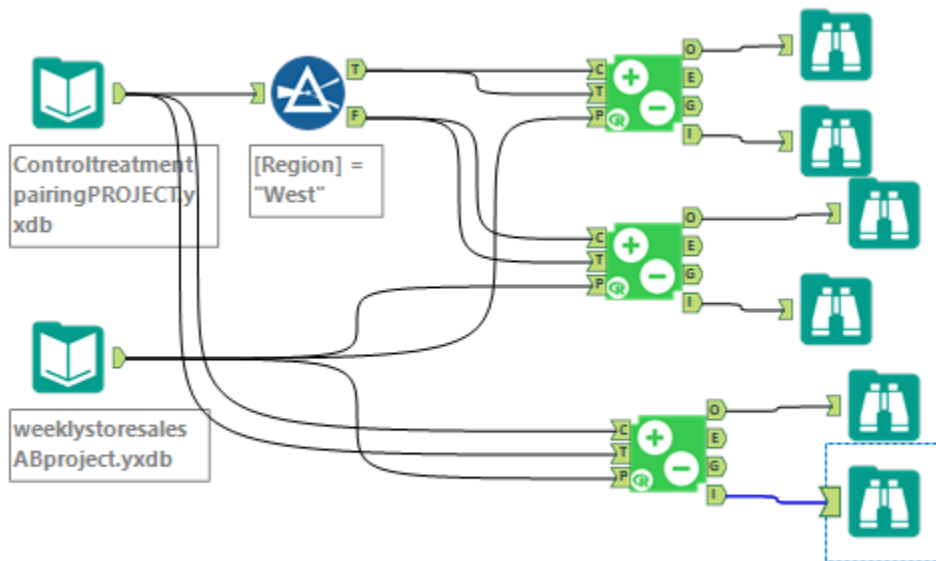 T
F
Controltreatment
pairingPROJECT.y
xdb
[Region] =
"West"
C
T
P
R
O
E
G
I
C
T
P
R
O
E
G
I
weeklystoresales
ABproject.yxdb
C
T
P
R
O
E
G
I